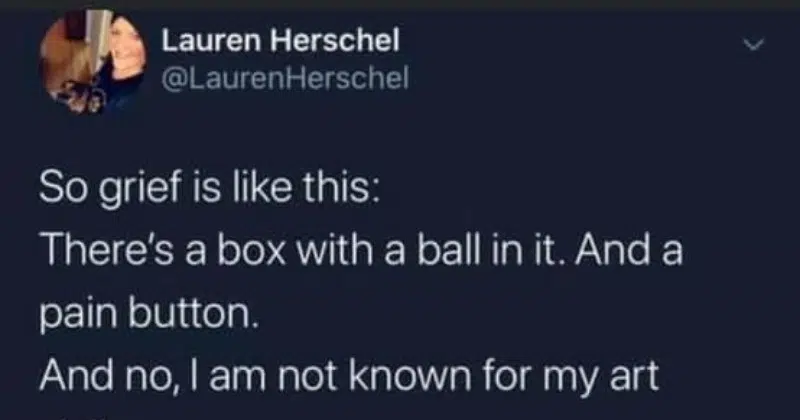 Lauren Herschel
@LaurenHerschel
So grief is like this:
There's a box with a ball in it. And a
pain button.
And no, I am not known for my art